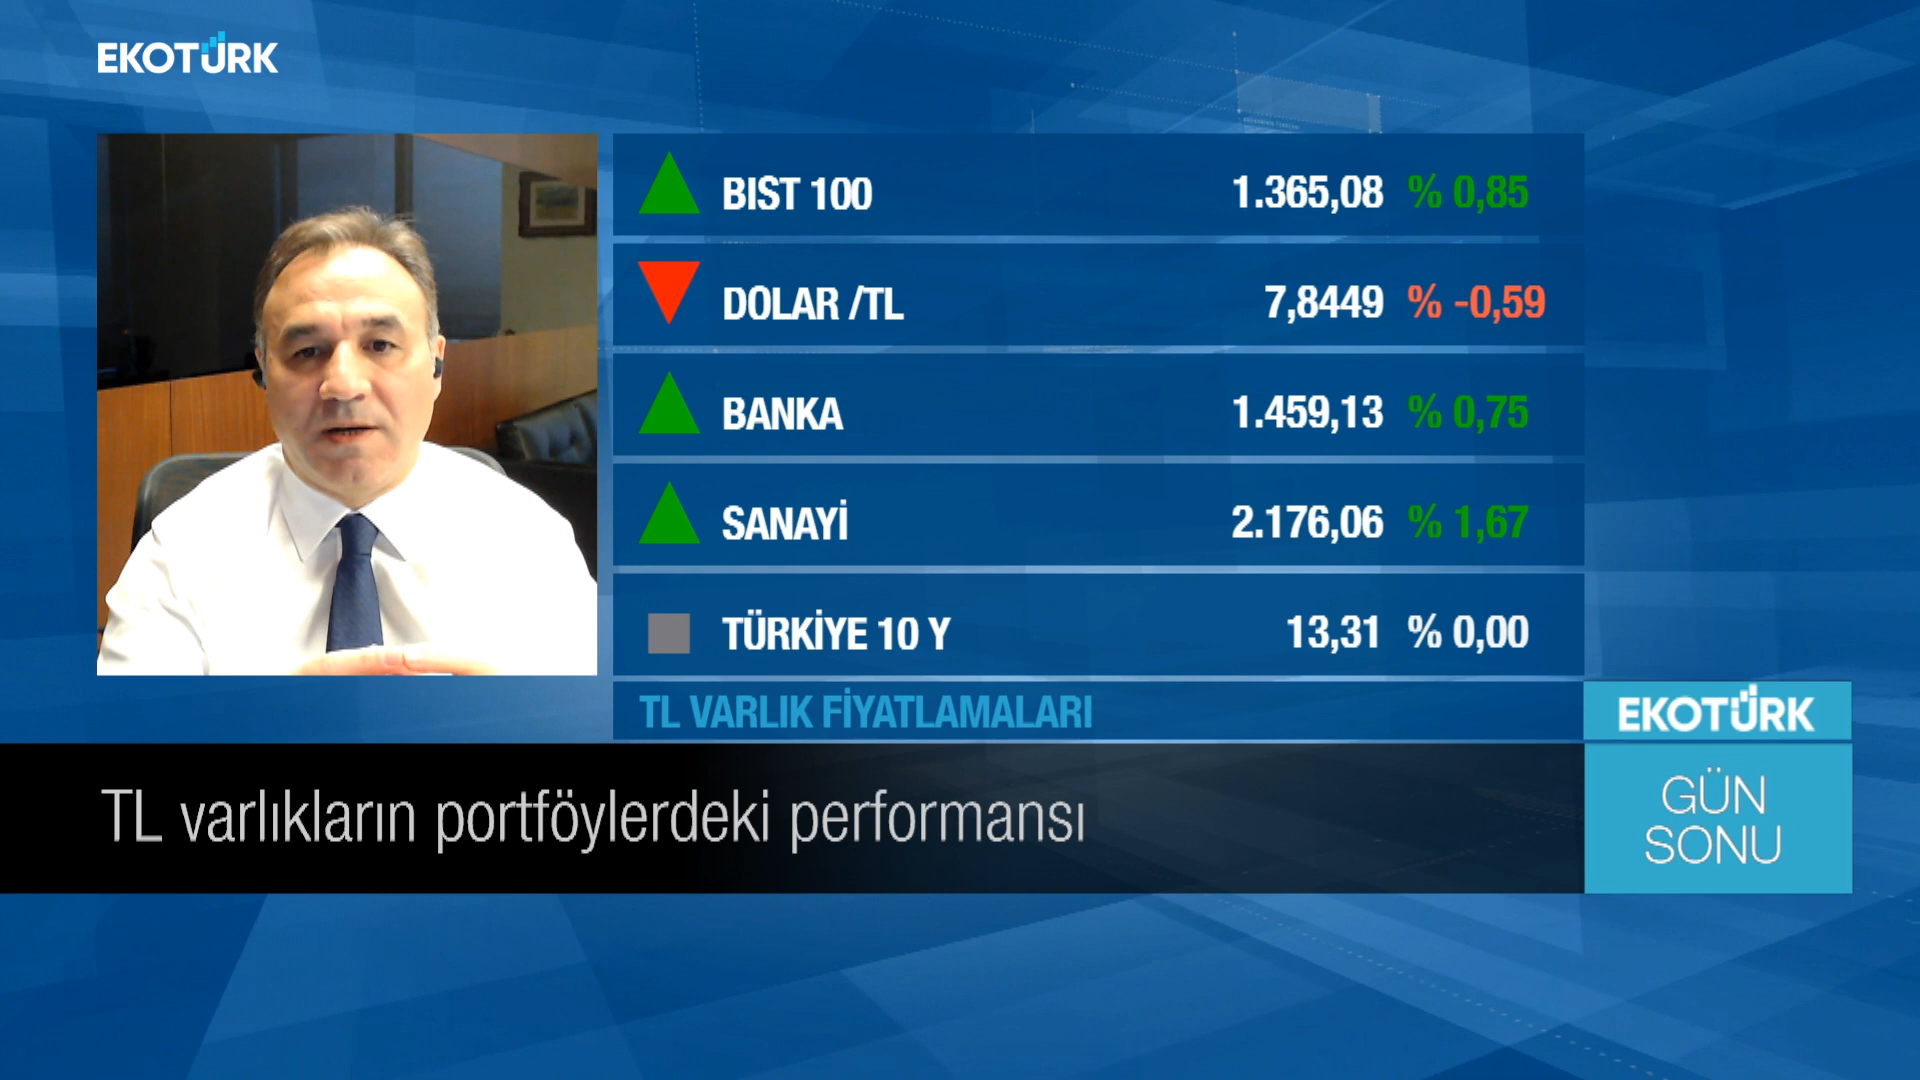 EKOTÜRK
BIST 100 1.365,08 % 0,85
DOLAR /TL 7,8449 % -0,59
BANKA 1.459,13 % 0,75
SANAYİ 2.176,06 % 1,67
TÜRKİYE 10 Y 13,31 % 0,00
TL VARLIK FİYATLAMALARI
EKOTÜRK
TL varlıkların portföylerdeki performansı
GÜN
SONU